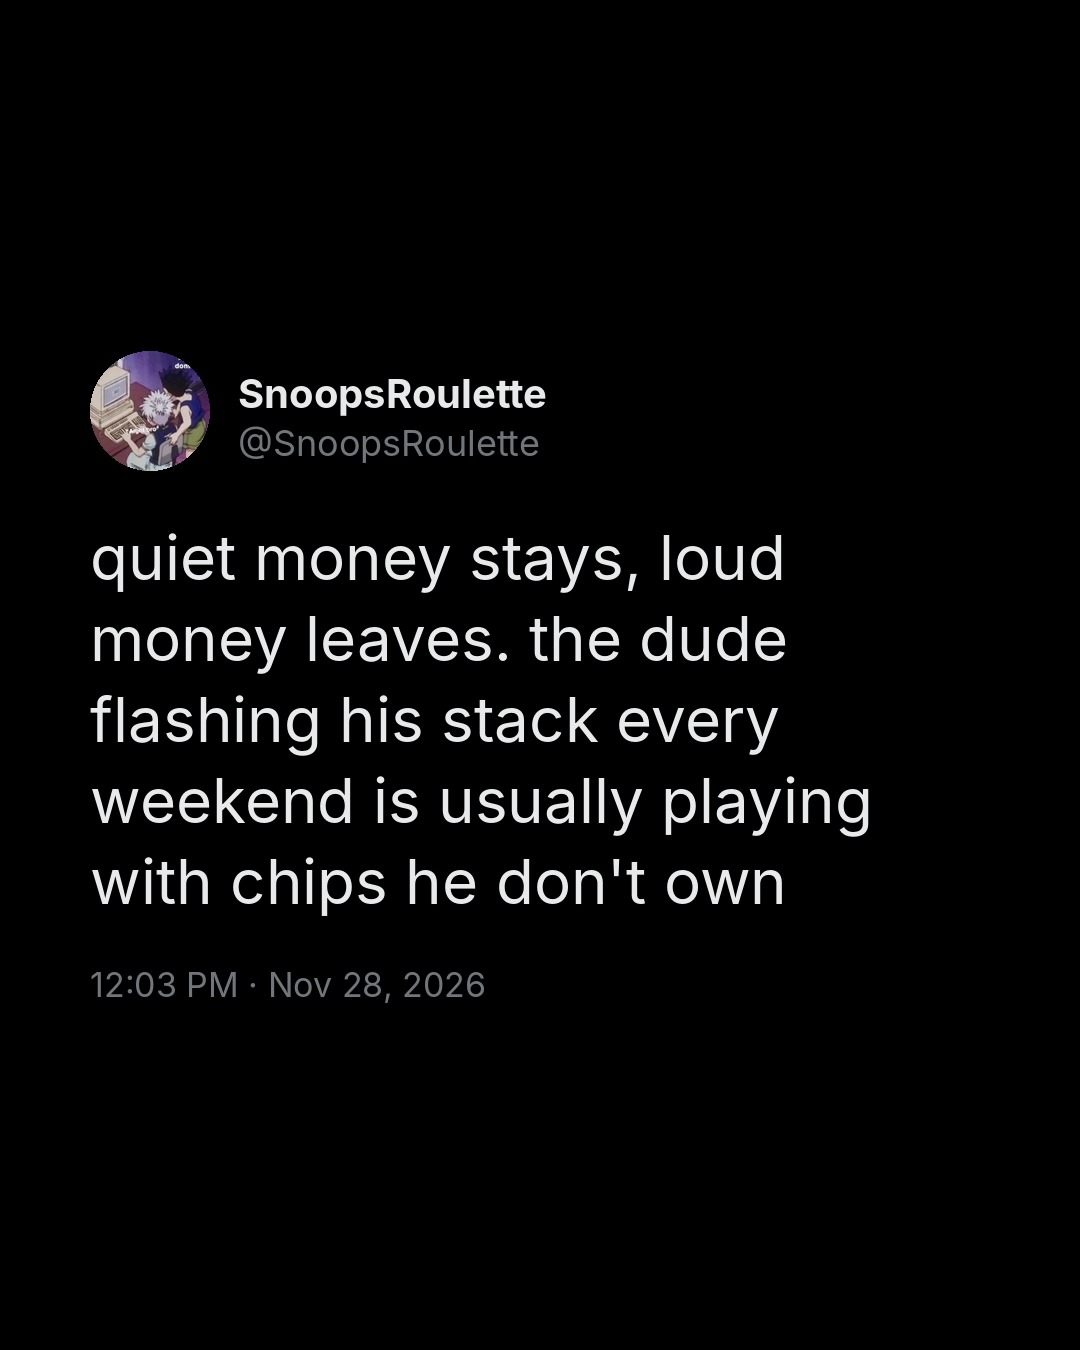 SnoopsRoulette
@SnoopsRoulette
quiet money stays, loud
money leaves. the dude
flashing his stack every
weekend is usually playing
with chips he don't own
12:03 PM · Nov 28, 2026